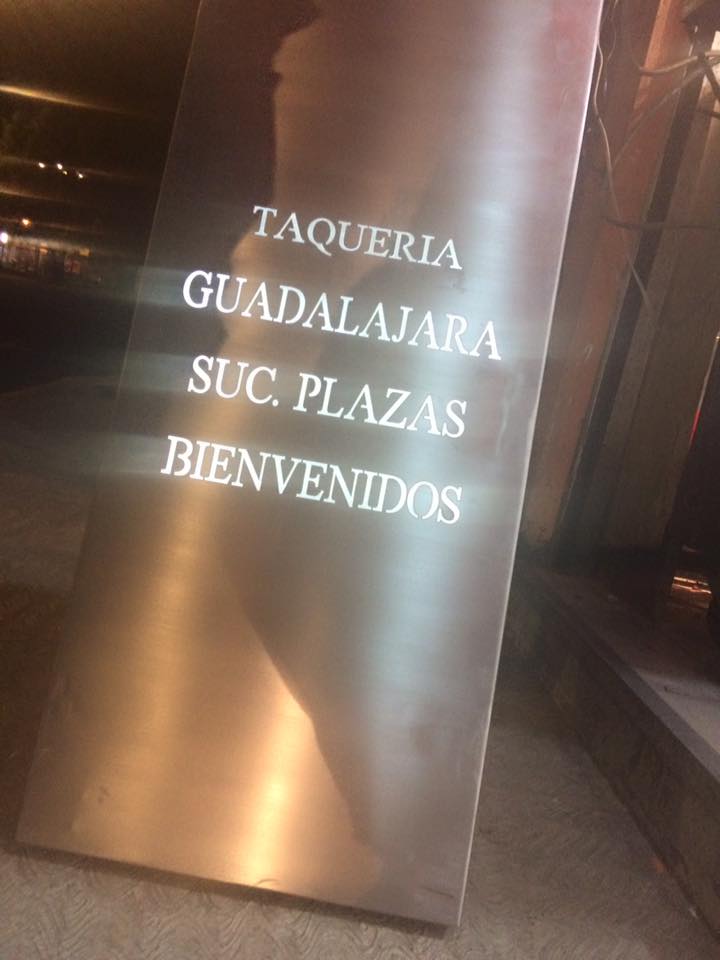 TAQUERIA
GUADALAJARA
SUC. PLAZAS
BIENVENIDOS